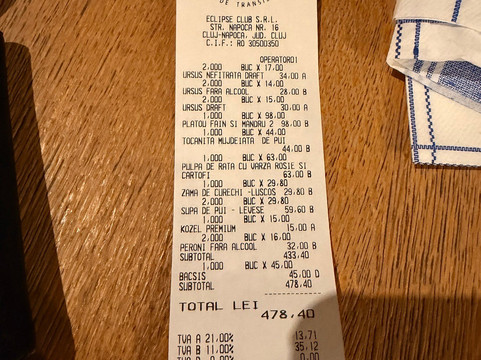 DE TRANSIL
ECLIPSE CLUB S.R.L.
STR. NAPOCA NR. 16
CLUJ-NAPOCA, JUD. CLUJ
C.I.F.: RO 30500350
OPERATOR01
2,000 BUC X 17,00
URSUS NEFILTRATA DRAFT 34,00 A
2,000 BUC X 14,00
URSUS FARA ALCOOL 28,00 B
2,000 BUC X 15,00
URSUS DRAFT 30,00 A
1,000 BUC X 98,00
PLATOU FAIN SI MANDRU 2 98,00 B
1,000 BUC X 44,00
TOCANITA MUJDEIATA DE PUI
44,00 B
1,000 BUC X 63,00
PULPA DE RATA CU VARZA ROSIE SI
CARTOFI 63,00 B
1,000 BUC X 29,80
ZAMA DE CURECHI -LUSCOS 29,80 B
2,000 BUC X 29,80
SUPA DE PUI - LEVESE 59,60 B
1,000 BUC X 15,00
KOZEL PREMIUM 15,00 A
2,000 BUC X 16,00
PERONI FARA ALCOOL 32,00 B
SUBTOTAL 433,40
1,000 BUC X 45,00
BACSIS 45,00 D
SUBTOTAL 478,40
TOTAL LEI 478,40
TVA A 21,00% 13,71
TVA B 11,00% 35,12